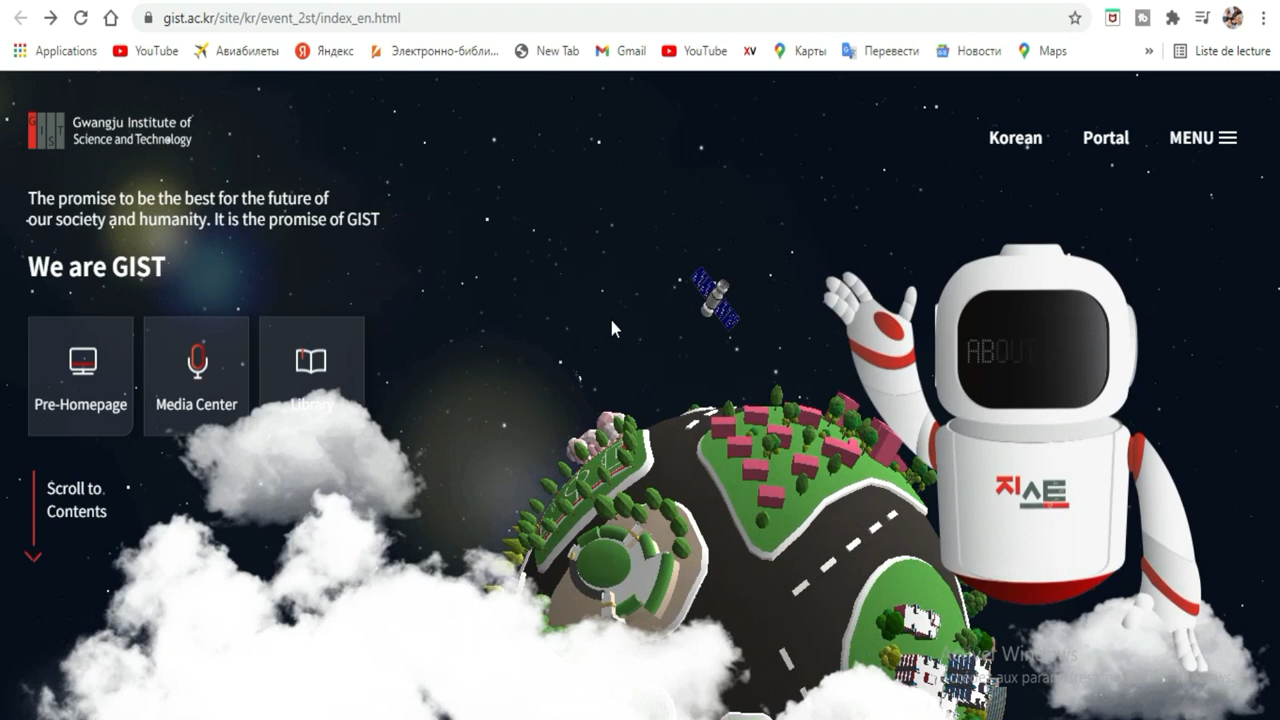 gist.ac.kr/site/kr/event_2st/index_en.html
Applications
YouTube
Авиабилеты
Яндекс
Электронно-библи...
New Tab
Gmail
YouTube
XV
Карты
Перевести
Новости
Maps
»
Liste de lecture
GIST
Gwangju Institute of
Science and Technology
Korean
Portal
MENU
The promise to be the best for the future of
our society and humanity. It is the promise of GIST
We are GIST
Pre-Homepage
Media Center
Library
ABOUT
지스트
Scroll to
Contents
Activer Windows